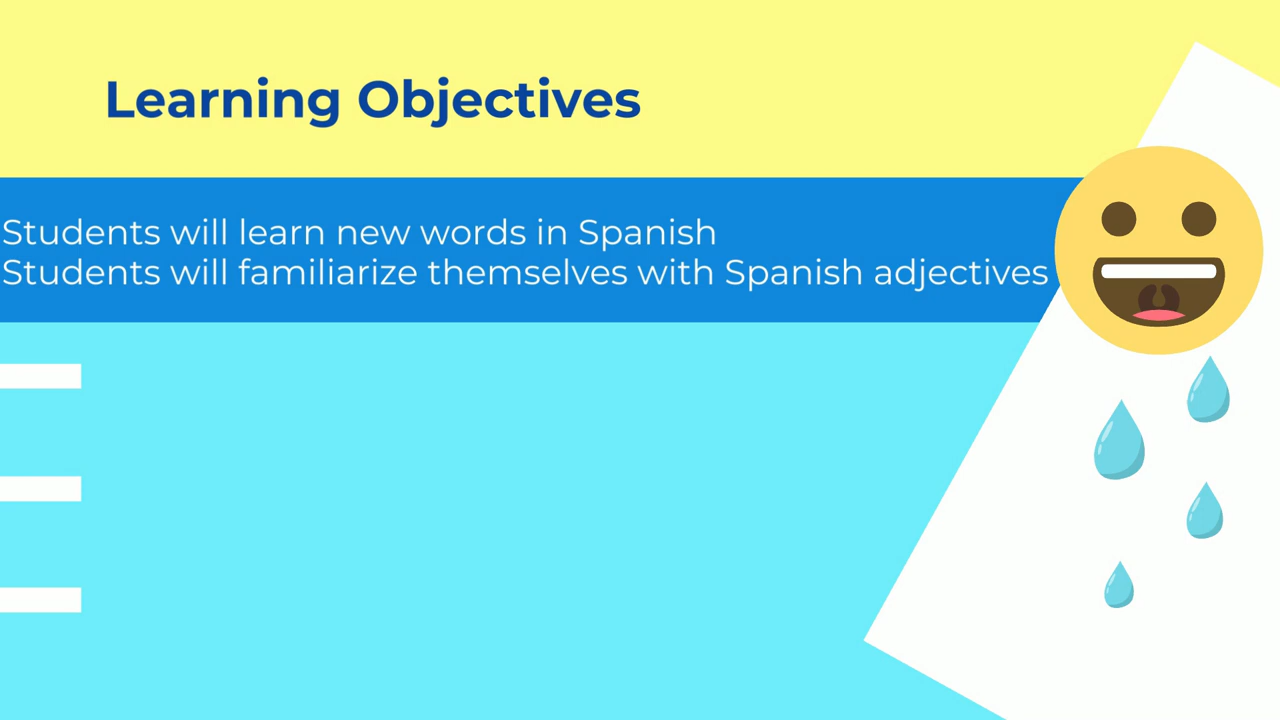 Learning Objectives
Students will learn new words in Spanish
Students will familiarize themselves with Spanish adjectives